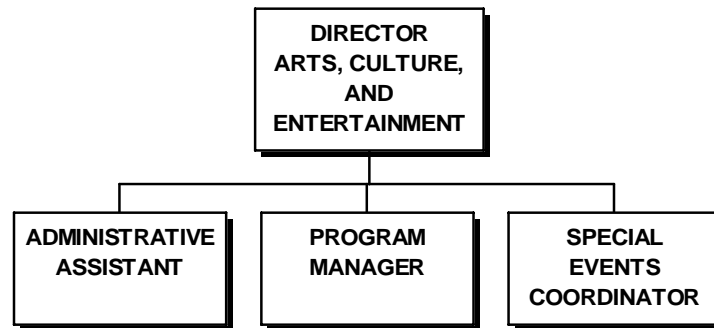 DIRECTOR
ARTS, CULTURE,
AND
ENTERTAINMENT
ADMINISTRATIVE
ASSISTANT
PROGRAM
MANAGER
SPECIAL
EVENTS
COORDINATOR